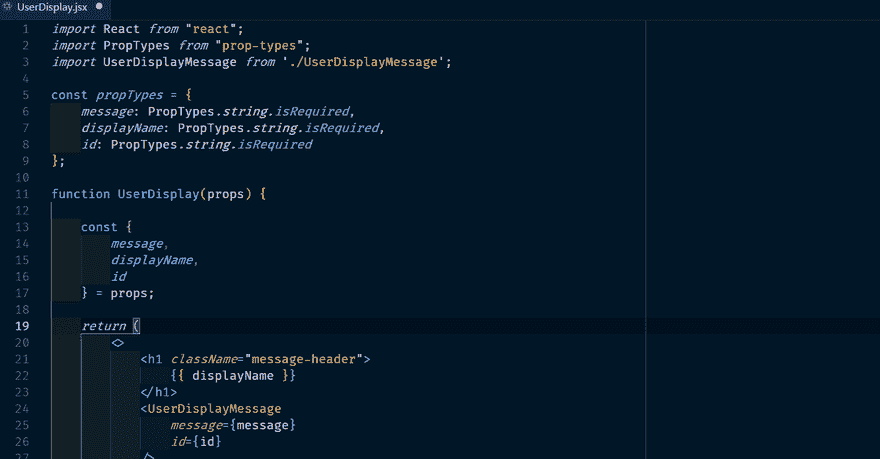 UserDisplay.jsx
1 import React from "react";
2 import PropTypes from "prop-types";
3 import UserDisplayMessage from './UserDisplayMessage';
4
5 const propTypes = {
6 message: PropTypes.string.isRequired,
7 displayName: PropTypes.string.isRequired,
8 id: PropTypes.string.isRequired
9 };
10
11 function UserDisplay(props) {
12
13 const {
14 message,
15 displayName,
16 id
17 } = props;
18
19 return (
20 <>
21 <h1 className="message-header">
22 {{ displayName }}
23 </h1>
24 <UserDisplayMessage
25 message={message}
26 id={id}
27 />